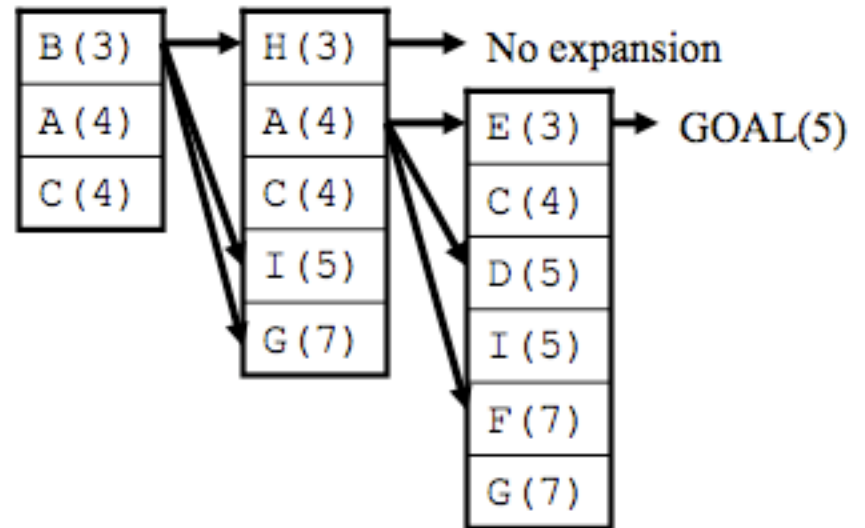 B(3)
A(4)
C(4)
H(3)
A(4)
C(4)
I(5)
G(7)
No expansion
E(3)
C(4)
D(5)
I(5)
F(7)
G(7)
GOAL(5)